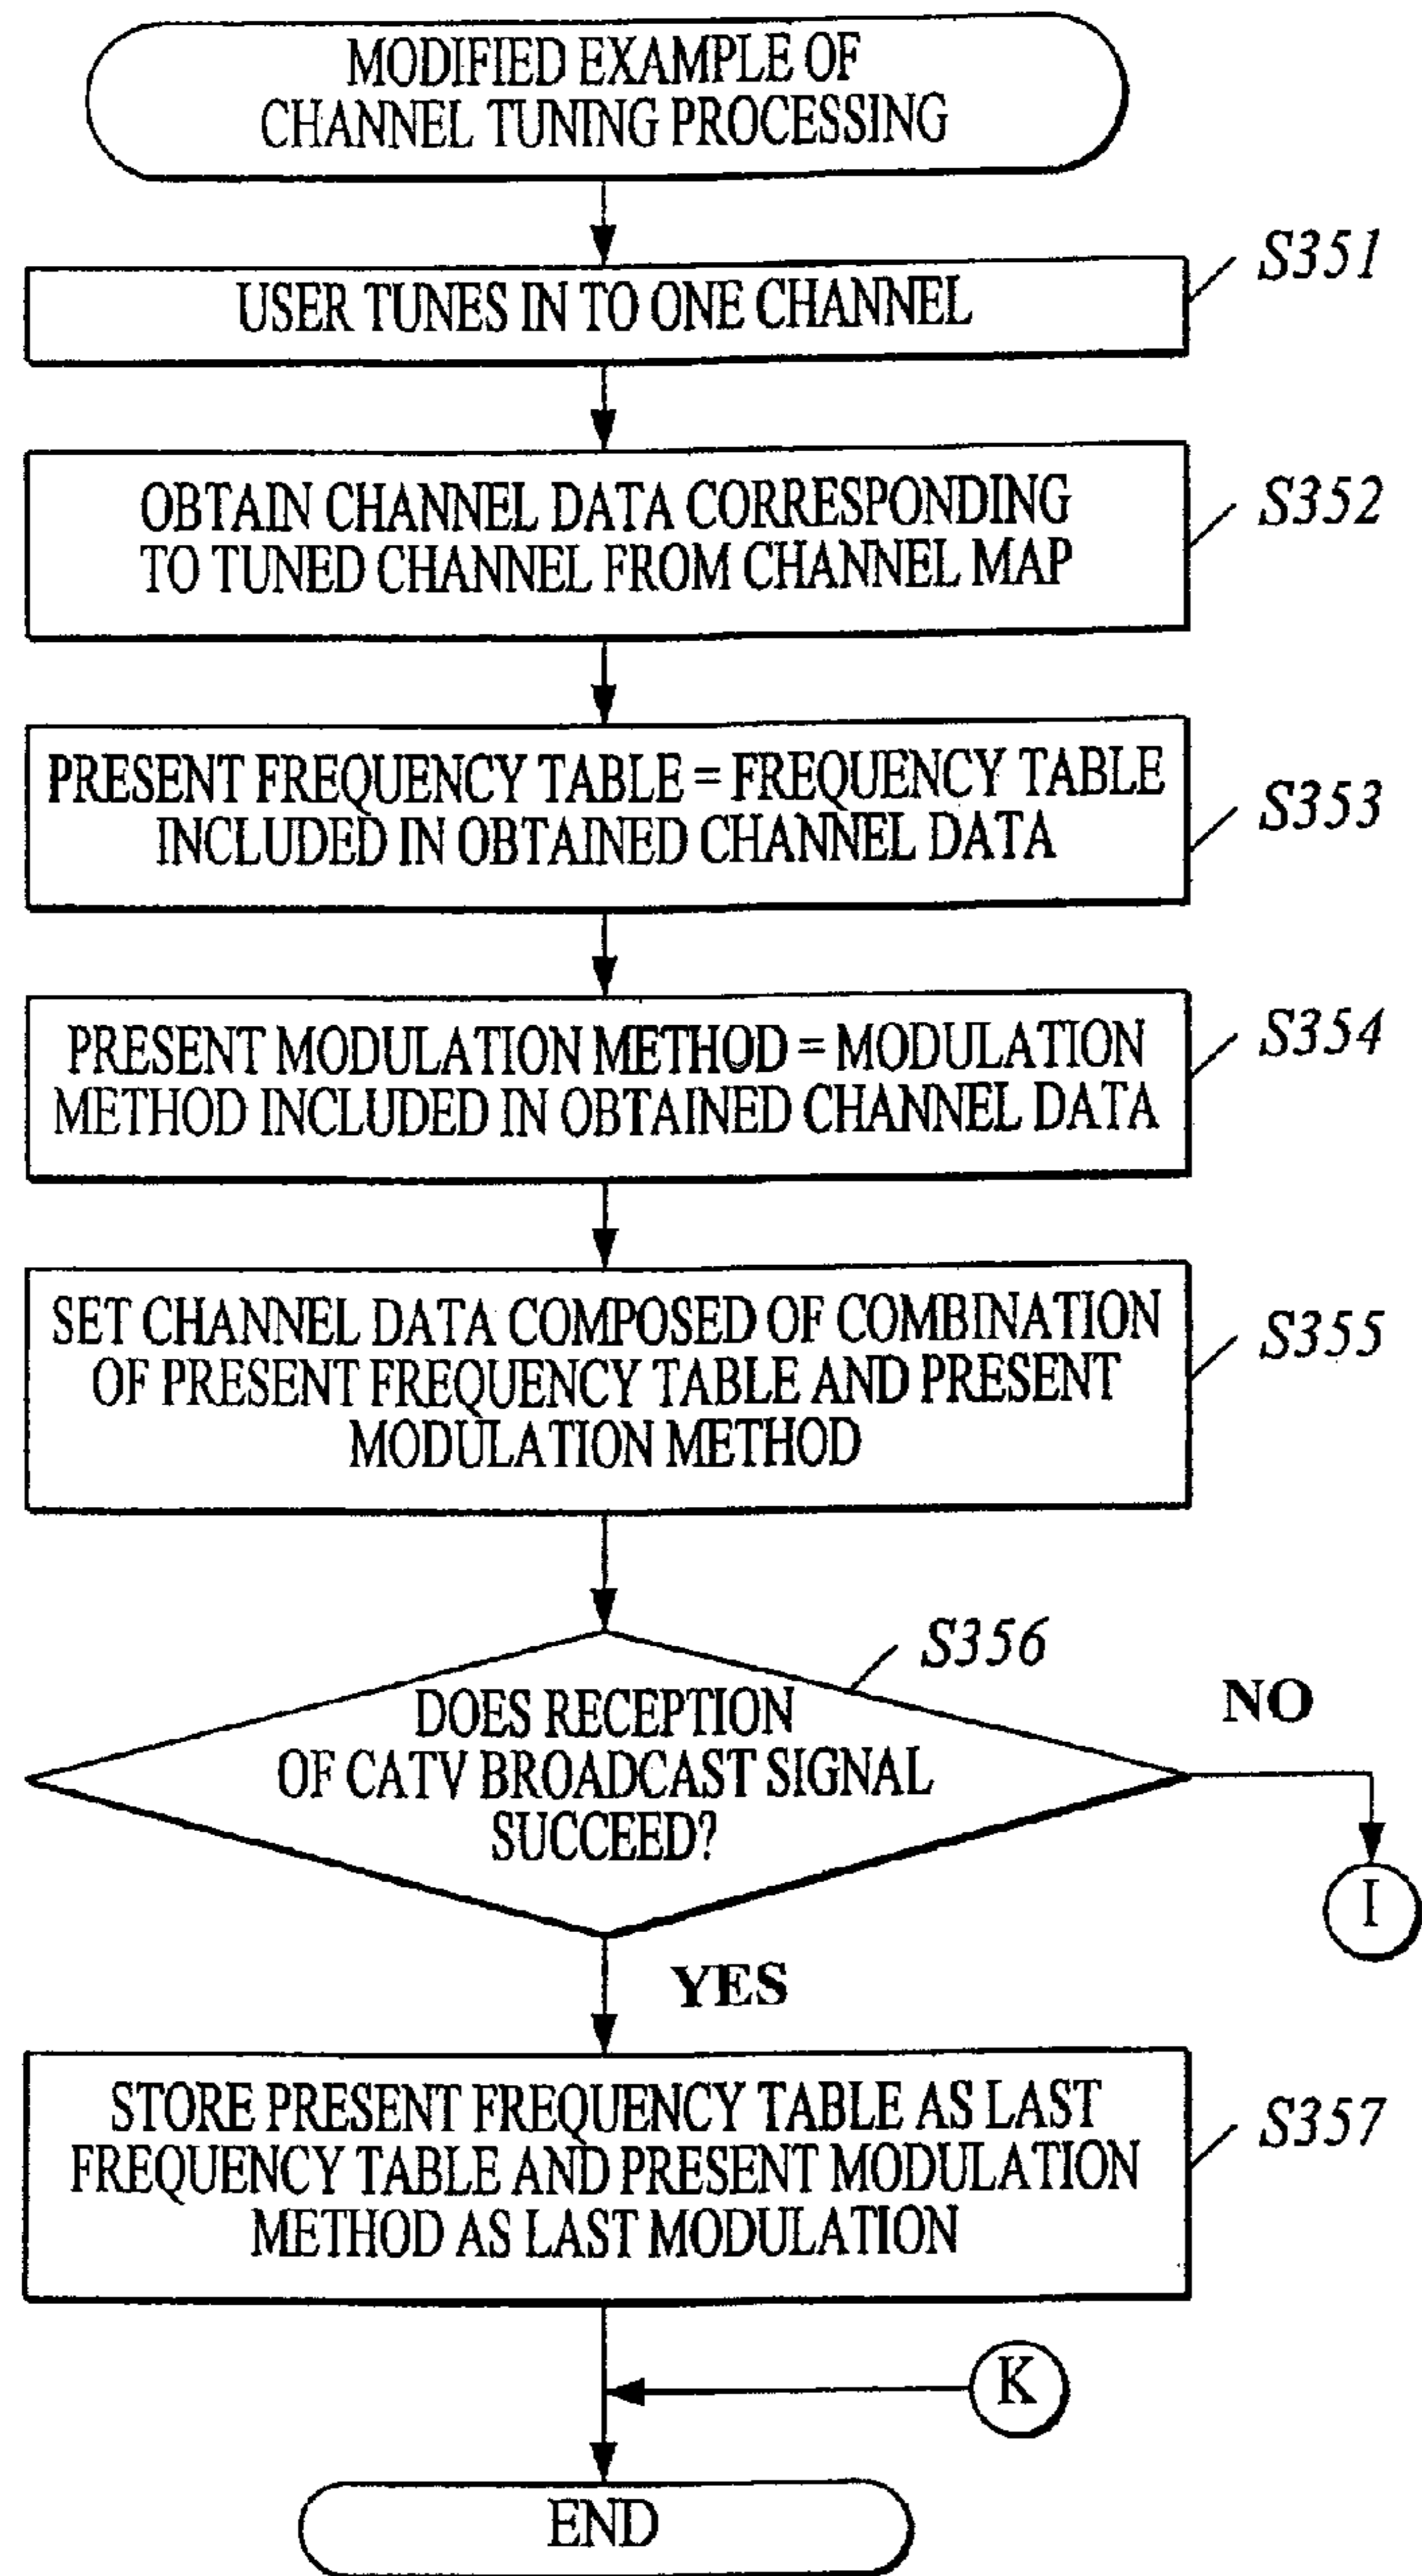 MODIFIED EXAMPLE OF
CHANNEL TUNING PROCESSING
S351
USER TUNES IN TO ONE CHANNEL
S352
OBTAIN CHANNEL DATA CORRESPONDING
TO TUNED CHANNEL FROM CHANNEL MAP
S353
PRESENT FREQUENCY TABLE = FREQUENCY TABLE
INCLUDED IN OBTAINED CHANNEL DATA
S354
PRESENT MODULATION METHOD = MODULATION
METHOD INCLUDED IN OBTAINED CHANNEL DATA
S355
SET CHANNEL DATA COMPOSED OF COMBINATION
OF PRESENT FREQUENCY TABLE AND PRESENT
MODULATION METHOD
S356
DOES RECEPTION
OF CATV BROADCAST SIGNAL
SUCCEED?
NO
I
YES
S357
STORE PRESENT FREQUENCY TABLE AS LAST
FREQUENCY TABLE AND PRESENT MODULATION
METHOD AS LAST MODULATION
K
END